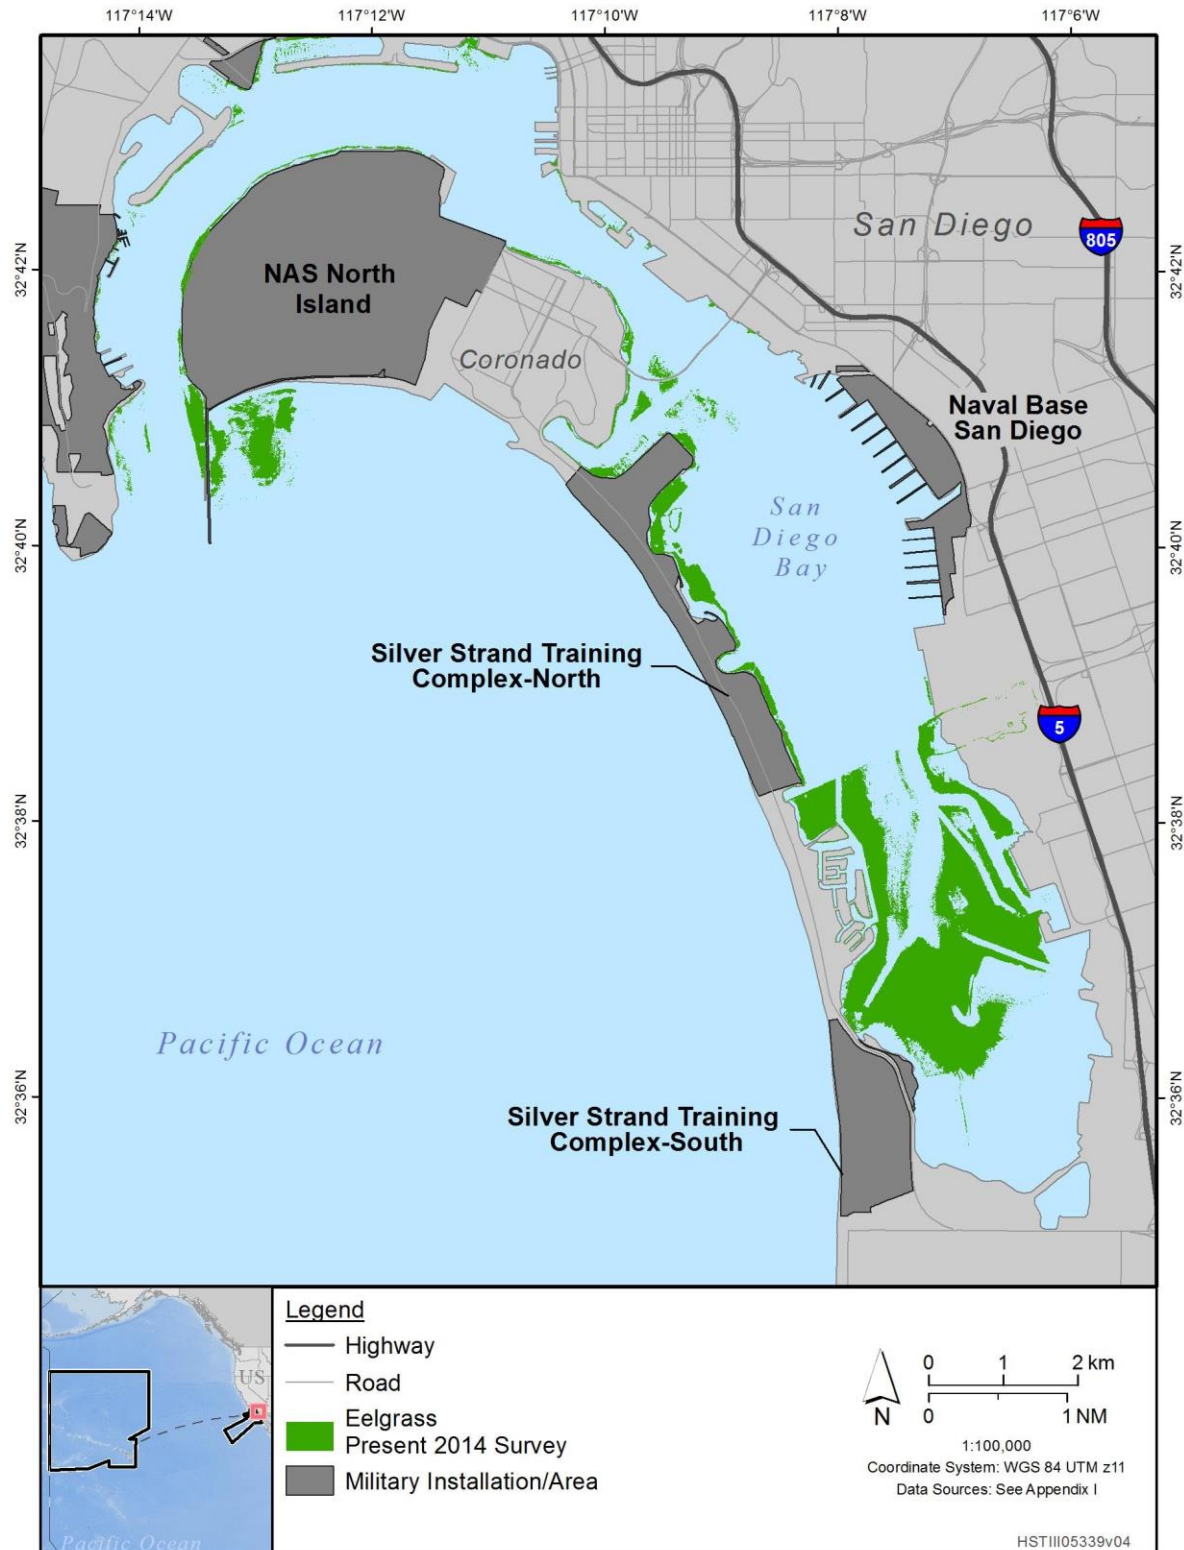 117°14'W 117°12'W 117°10'W 117°8'W 117°6'W
San Diego
805
32°42'N
32°42'N
NAS North
Island
Coronado
Naval Base
San Diego
San
Diego
Bay
32°40'N
32°40'N
Silver Strand Training
Complex-North
5
32°38'N
32°38'N
Pacific Ocean
32°36'N
32°36'N
Silver Strand Training
Complex-South
US
Pacific Ocean
Legend
Highway
Road
Eelgrass
Present 2014 Survey
Military Installation/Area
N
0 1 2 km
0 1 NM
1:100,000
Coordinate System: WGS 84 UTM z11
Data Sources: See Appendix I
HSTIII05339v04